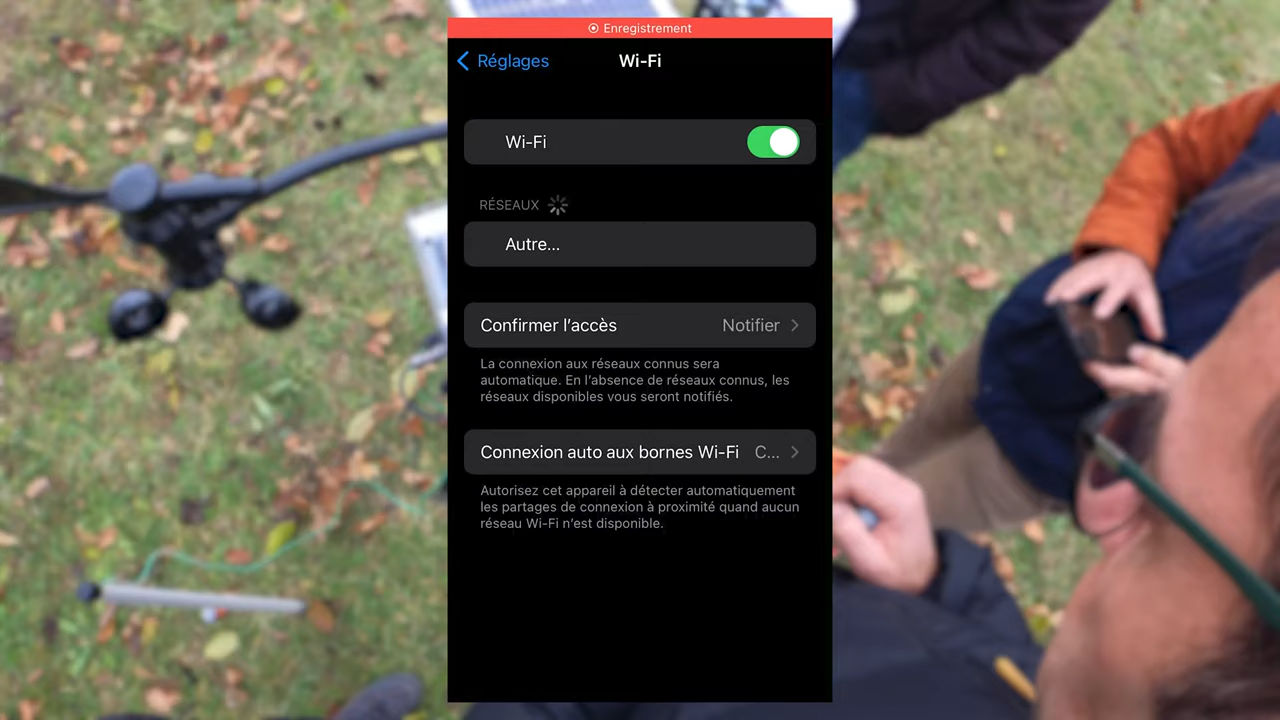 Enregistrement
Réglages
Wi-Fi
Wi-Fi
RÉSEAUX
Autre...
Confirmer l'accès
Notifier
La connexion aux réseaux connus sera
automatique. En l'absence de réseaux connus, les
réseaux disponibles vous seront notifiés.
Connexion auto aux bornes Wi-Fi
C...
Autorisez cet appareil à détecter automatiquement
les partages de connexion à proximité quand aucun
réseau Wi-Fi n'est disponible.